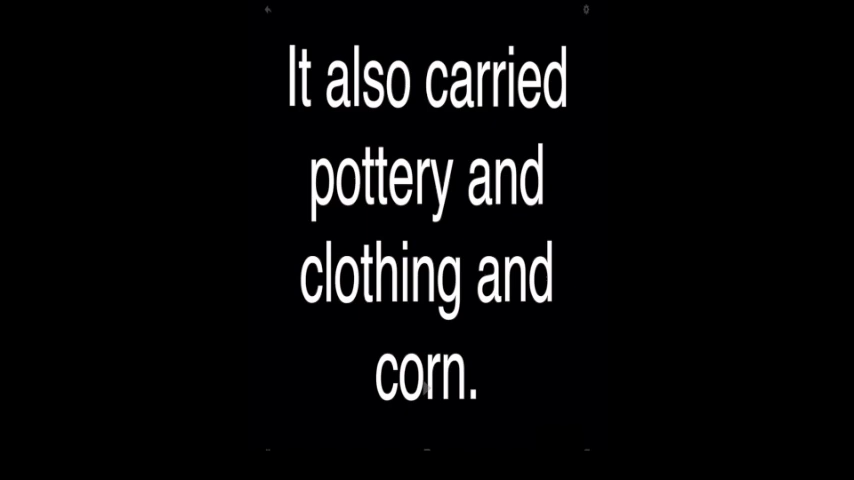 It also carried
pottery and
clothing and
corn.